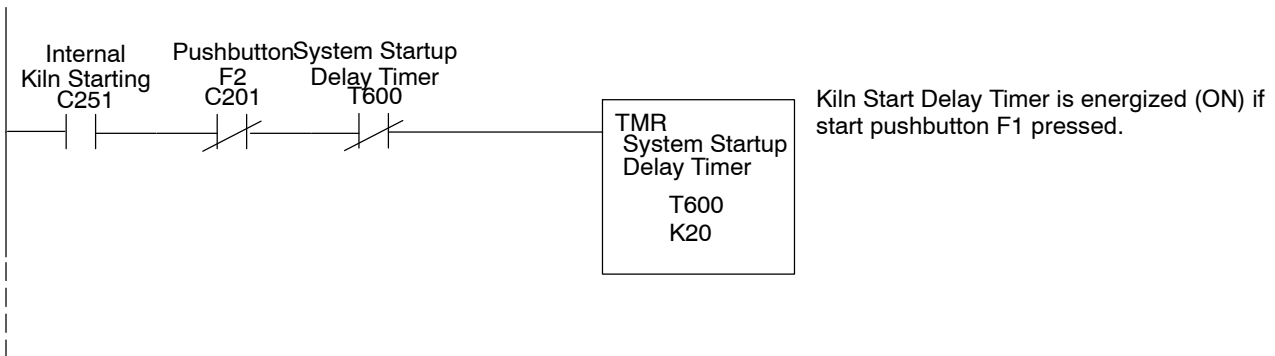 Internal
Kiln Starting
C251
Pushbutton
F2
C201
System Startup
Delay Timer
T600
TMR
System Startup
Delay Timer
T600
K20
Kiln Start Delay Timer is energized (ON) if
start pushbutton F1 pressed.